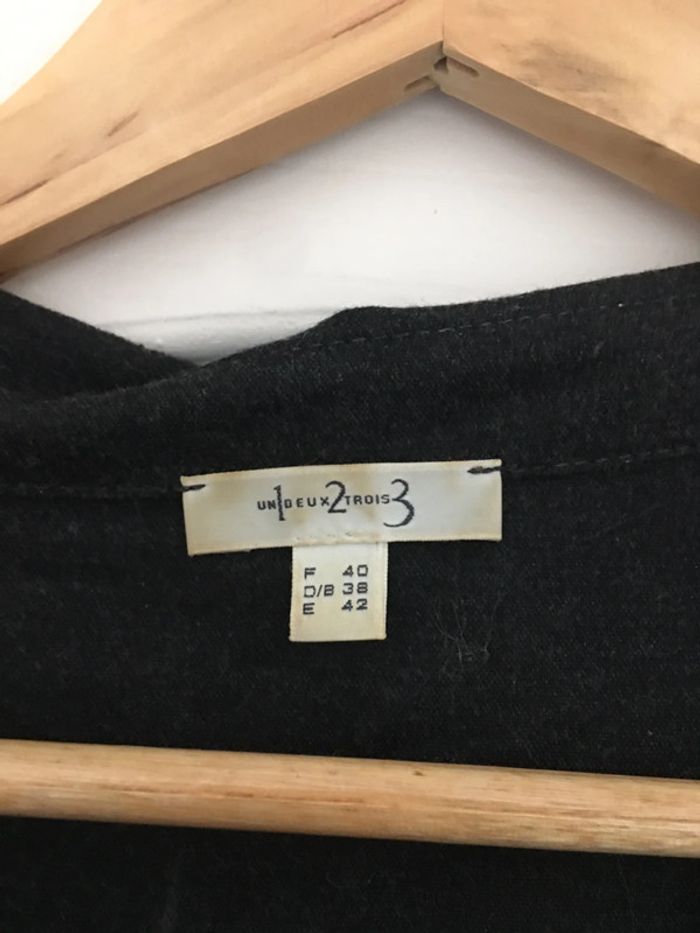 UN1DEUX2TROIS3
F 40
D/B 38
E 42